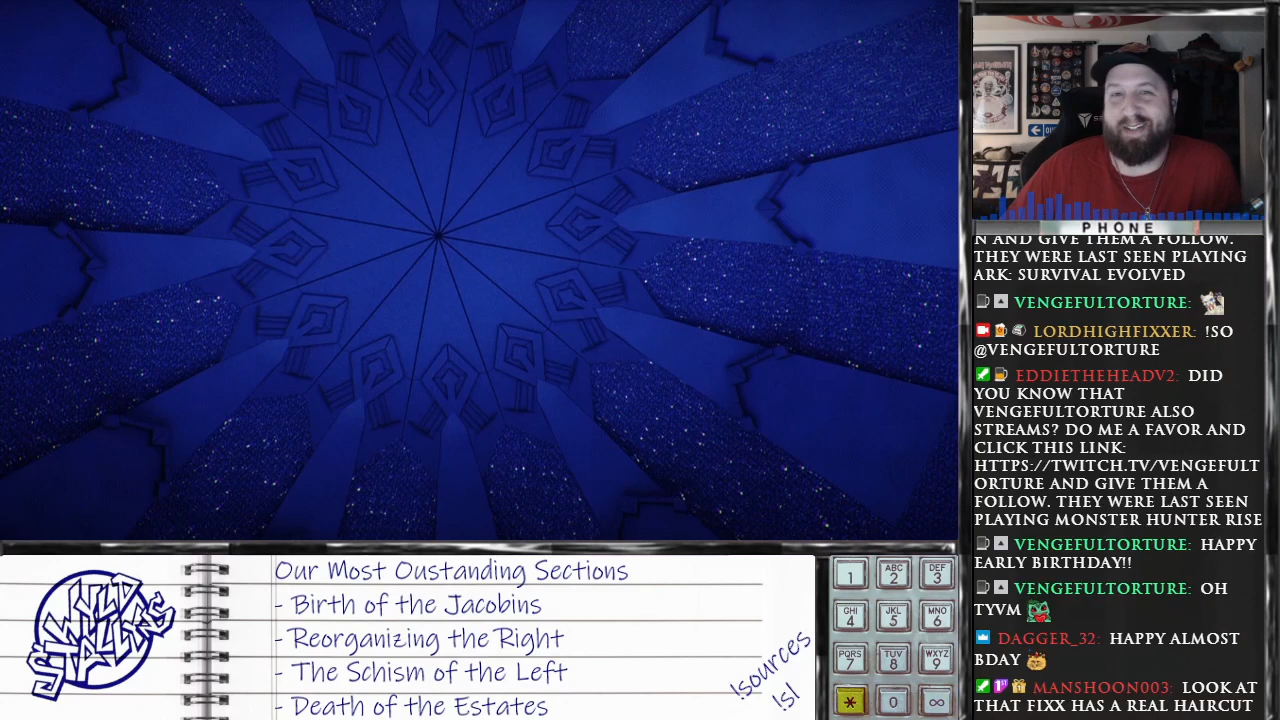 PHONE
N AND GIVE THEM A FOLLOW.
THEY WERE LAST SEEN PLAYING
ARK: SURVIVAL EVOLVED
VENGEFULTORTURE:
LORDHIGHFIXXER: !SO
@VENGEFULTORTURE
EDDIETHEHEADV2: DID
YOU KNOW THAT
VENGEFULTORTURE ALSO
STREAMS? DO ME A FAVOR AND
CLICK THIS LINK:
HTTPS://TWITCH.TV/VENGEFULT
ORTURE AND GIVE THEM A
FOLLOW. THEY WERE LAST SEEN
PLAYING MONSTER HUNTER RISE
VENGEFULTORTURE: HAPPY
EARLY BIRTHDAY!!
VENGEFULTORTURE: OH
TYVM
DAGGER_32: HAPPY ALMOST
BDAY
MANSHOON003: LOOK AT
THAT FIXX HAS A REAL HAIRCUT
WYLD
STALLYNS
Our Most Oustanding Sections
- Birth of the Jacobins
- Reorganizing the Right
- The Schism of the Left
- Death of the Estates
!sources
!sl
1 ABC 2 DEF 3
GHI 4 JKL 5 MNO 6
PQRS 7 TUV 8 WXYZ 9
* 0 ∞